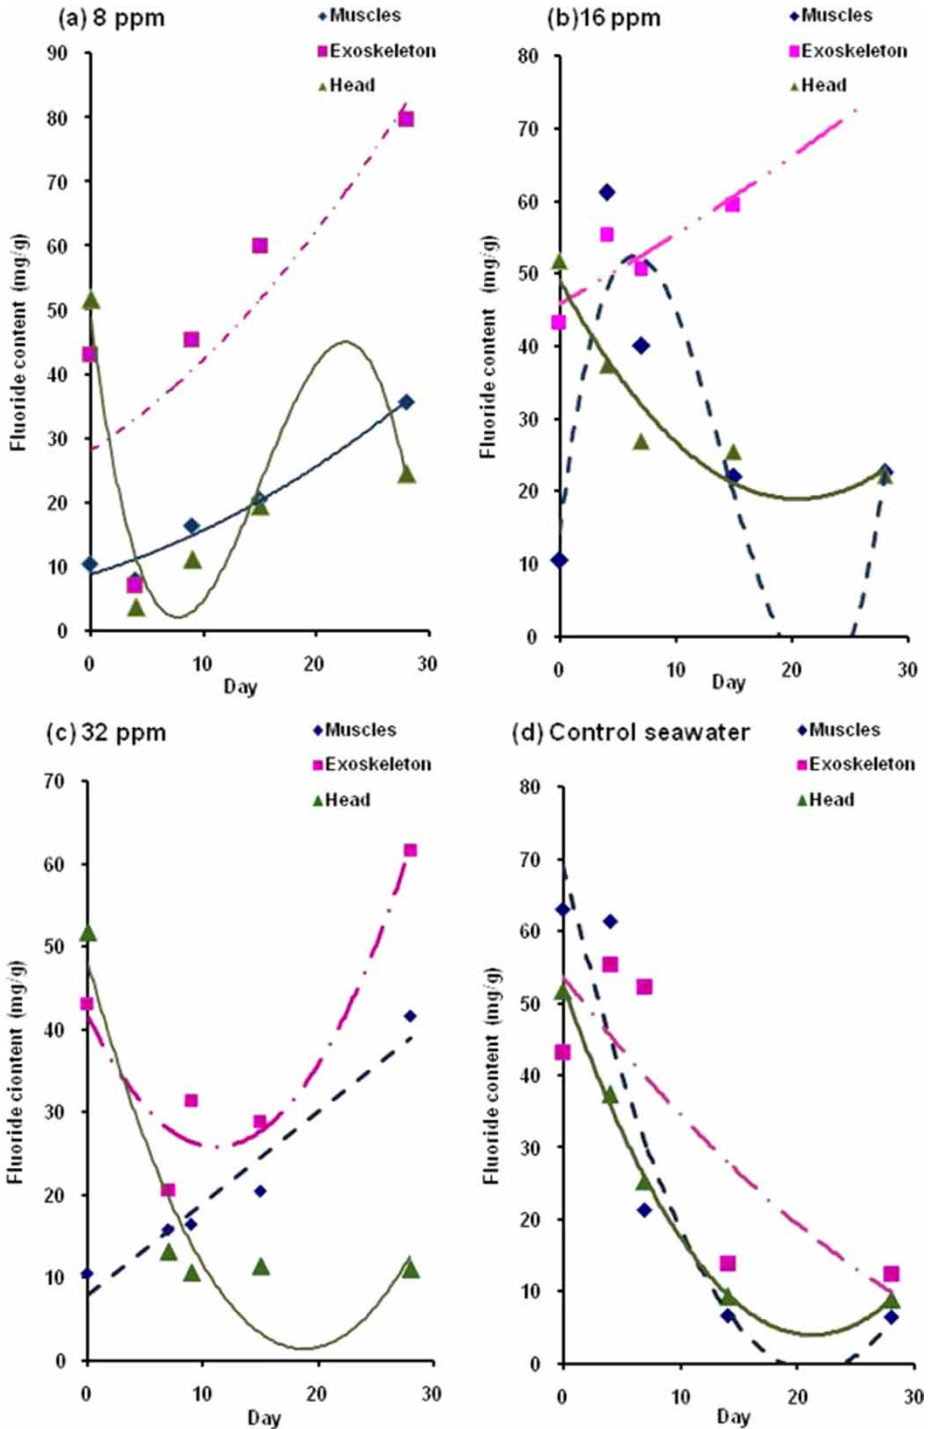 (a) 8 ppm
Muscles
Exoskeleton
Head
90
80
70
60
50
40
30
20
10
0
Fluoride content (mg/g)
0 10 20 30
Day
(b) 16 ppm
Muscles
Exoskeleton
Head
80
70
60
50
40
30
20
10
0
Fluoride content (mg/g)
0 10 20 30
Day
(c) 32 ppm
Muscles
Exoskeleton
Head
70
60
50
40
30
20
10
0
Fluoride ciontent (mg/g)
0 10 20 30
Day
(d) Control seawater
Muscles
Exoskeleton
Head
80
70
60
50
40
30
20
10
0
Fluoride content (mg/g)
0 10 20 30
Day